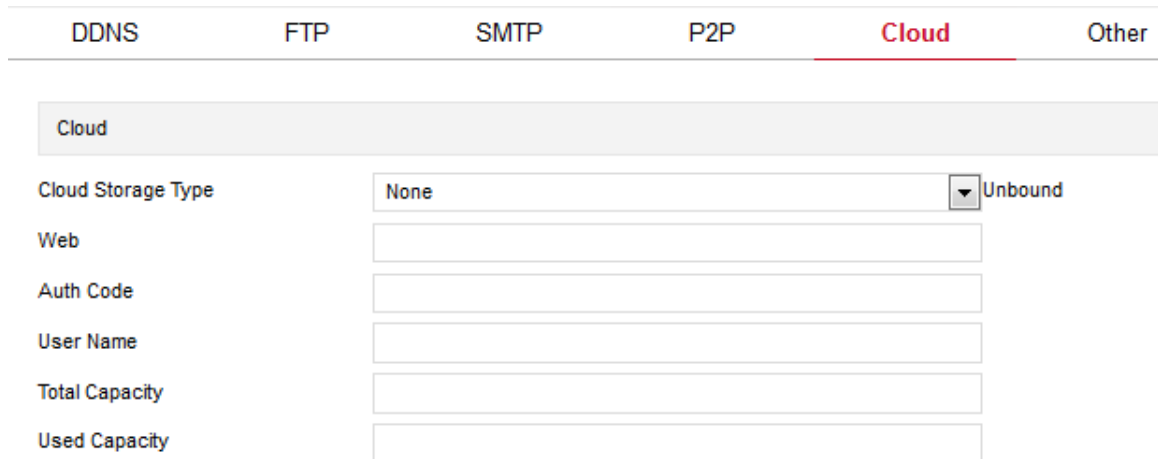 DDNS FTP SMTP P2P Cloud Other
Cloud
Cloud Storage Type None Unbound
Web
Auth Code
User Name
Total Capacity
Used Capacity